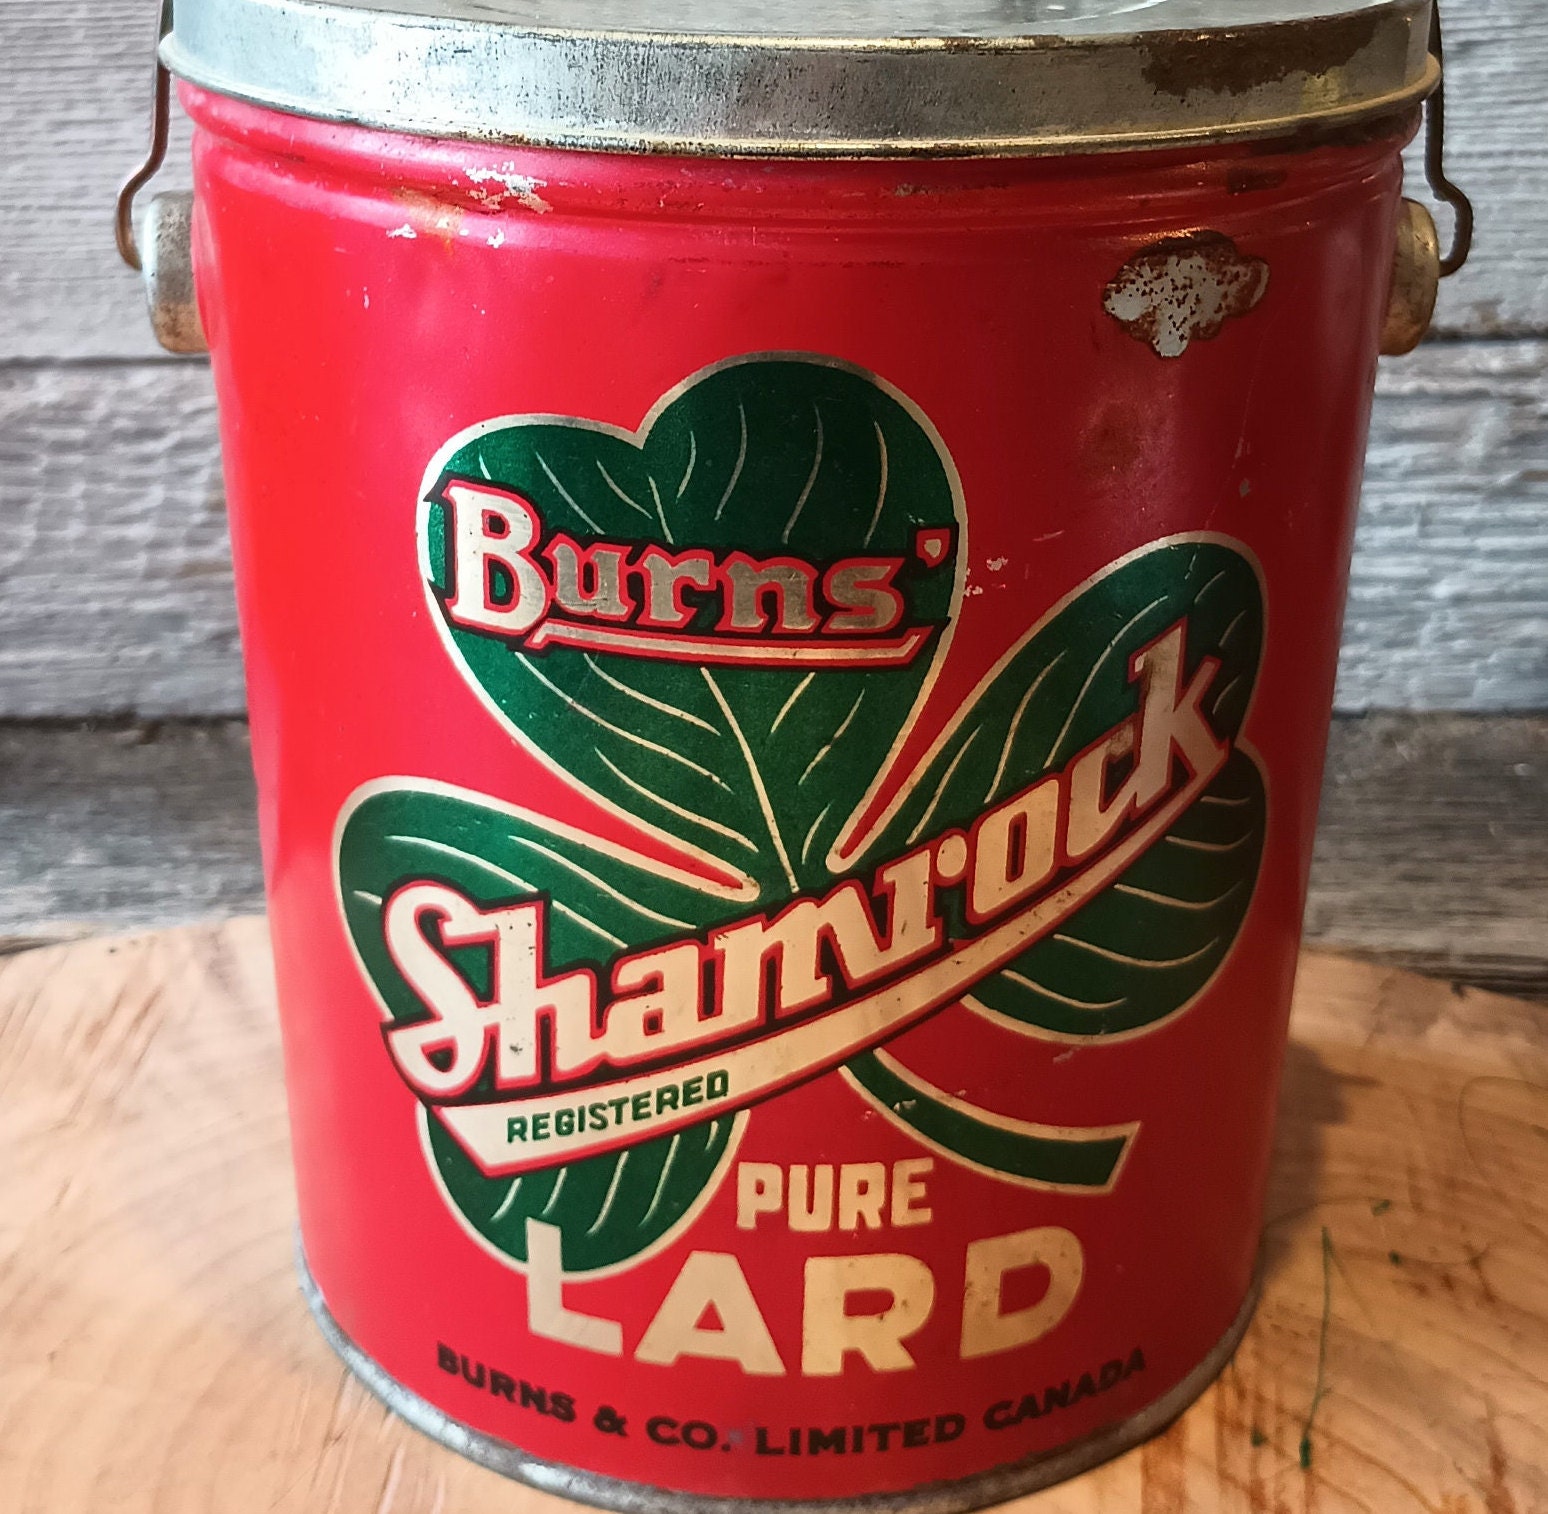 Burns'
Shamrock
REGISTERED
PURE
LARD
BURNS & CO. LIMITED CANADA